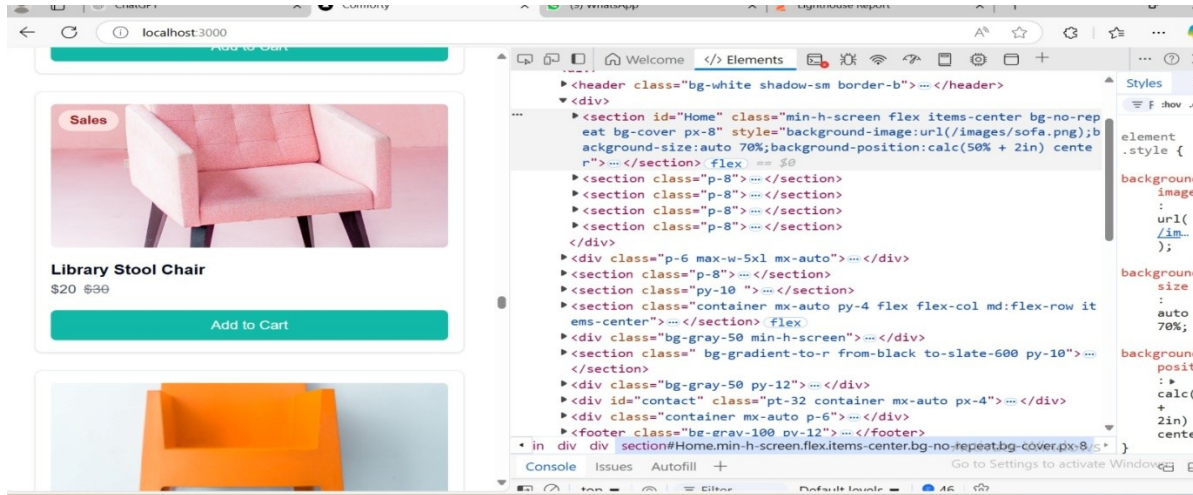 ChatGPT
Comforty
(9) WhatsApp
Lighthouse Report
localhost:3000
Add to Cart
Sales
Library Stool Chair
$20 $30
Add to Cart
Welcome
</> Elements
<header class="bg-white shadow-sm border-b">…</header>
<div>
<section id="Home" class="min-h-screen flex items-center bg-no-rep
eat bg-cover px-8" style="background-image:url(/images/sofa.png);b
ackground-size:auto 70%;background-position:calc(50% + 2in) cente
r">…</section> flex == $0
<section class="p-8">…</section>
<section class="p-8">…</section>
<section class="p-8">…</section>
<section class="p-8">…</section>
</div>
<div class="p-6 max-w-5xl mx-auto">…</div>
<section class="p-8">…</section>
<section class="py-10 ">…</section>
<section class="container mx-auto py-4 flex flex-col md:flex-row it
ems-center">…</section> flex
<div class="bg-gray-50 min-h-screen">…</div>
<section class=" bg-gradient-to-r from-black to-slate-600 py-10">…
</section>
<div class="bg-gray-50 py-12">…</div>
<div id="contact" class="pt-32 container mx-auto px-4">…</div>
<div class="container mx-auto p-6">…</div>
<footer class="bg-gray-100 py-12">…</footer>
in div div section#Home.min-h-screen.flex.items-center.bg-no-repeat.bg-cover.px-8
Styles
:hov
element
.style {
background
image
:
url(
/im…
);
background
size
:
auto
70%;
background
posit
:
calc(
+
2in)
cente
}
Console Issues Autofill
Go to Settings to activate Windows
top Filter Default levels 46